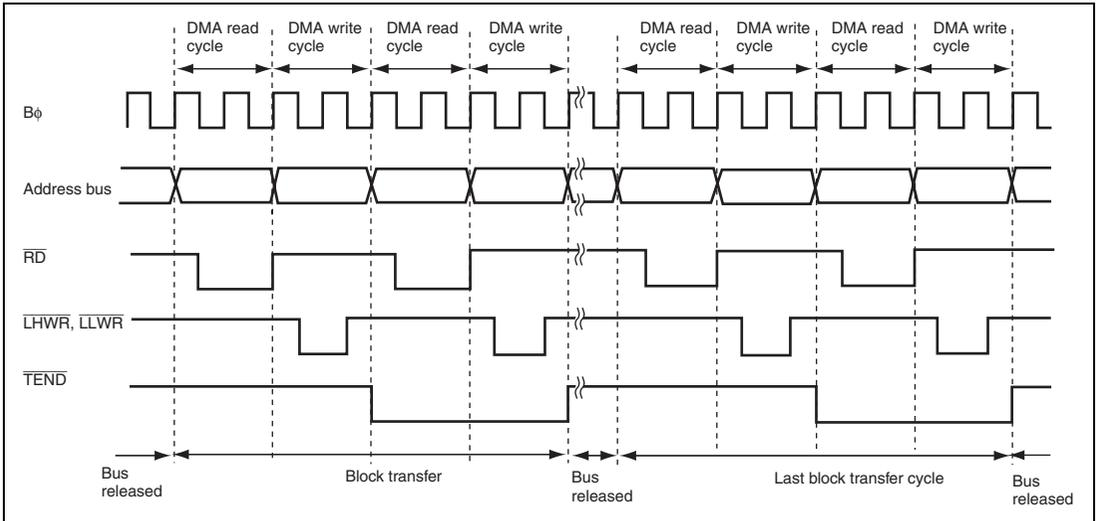 DMA read cycle
DMA write cycle
DMA read cycle
DMA write cycle
DMA read cycle
DMA write cycle
DMA read cycle
DMA write cycle
Bϕ
Address bus
RD
LHWR, LLWR
TEND
Bus released
Block transfer
Bus released
Last block transfer cycle
Bus released